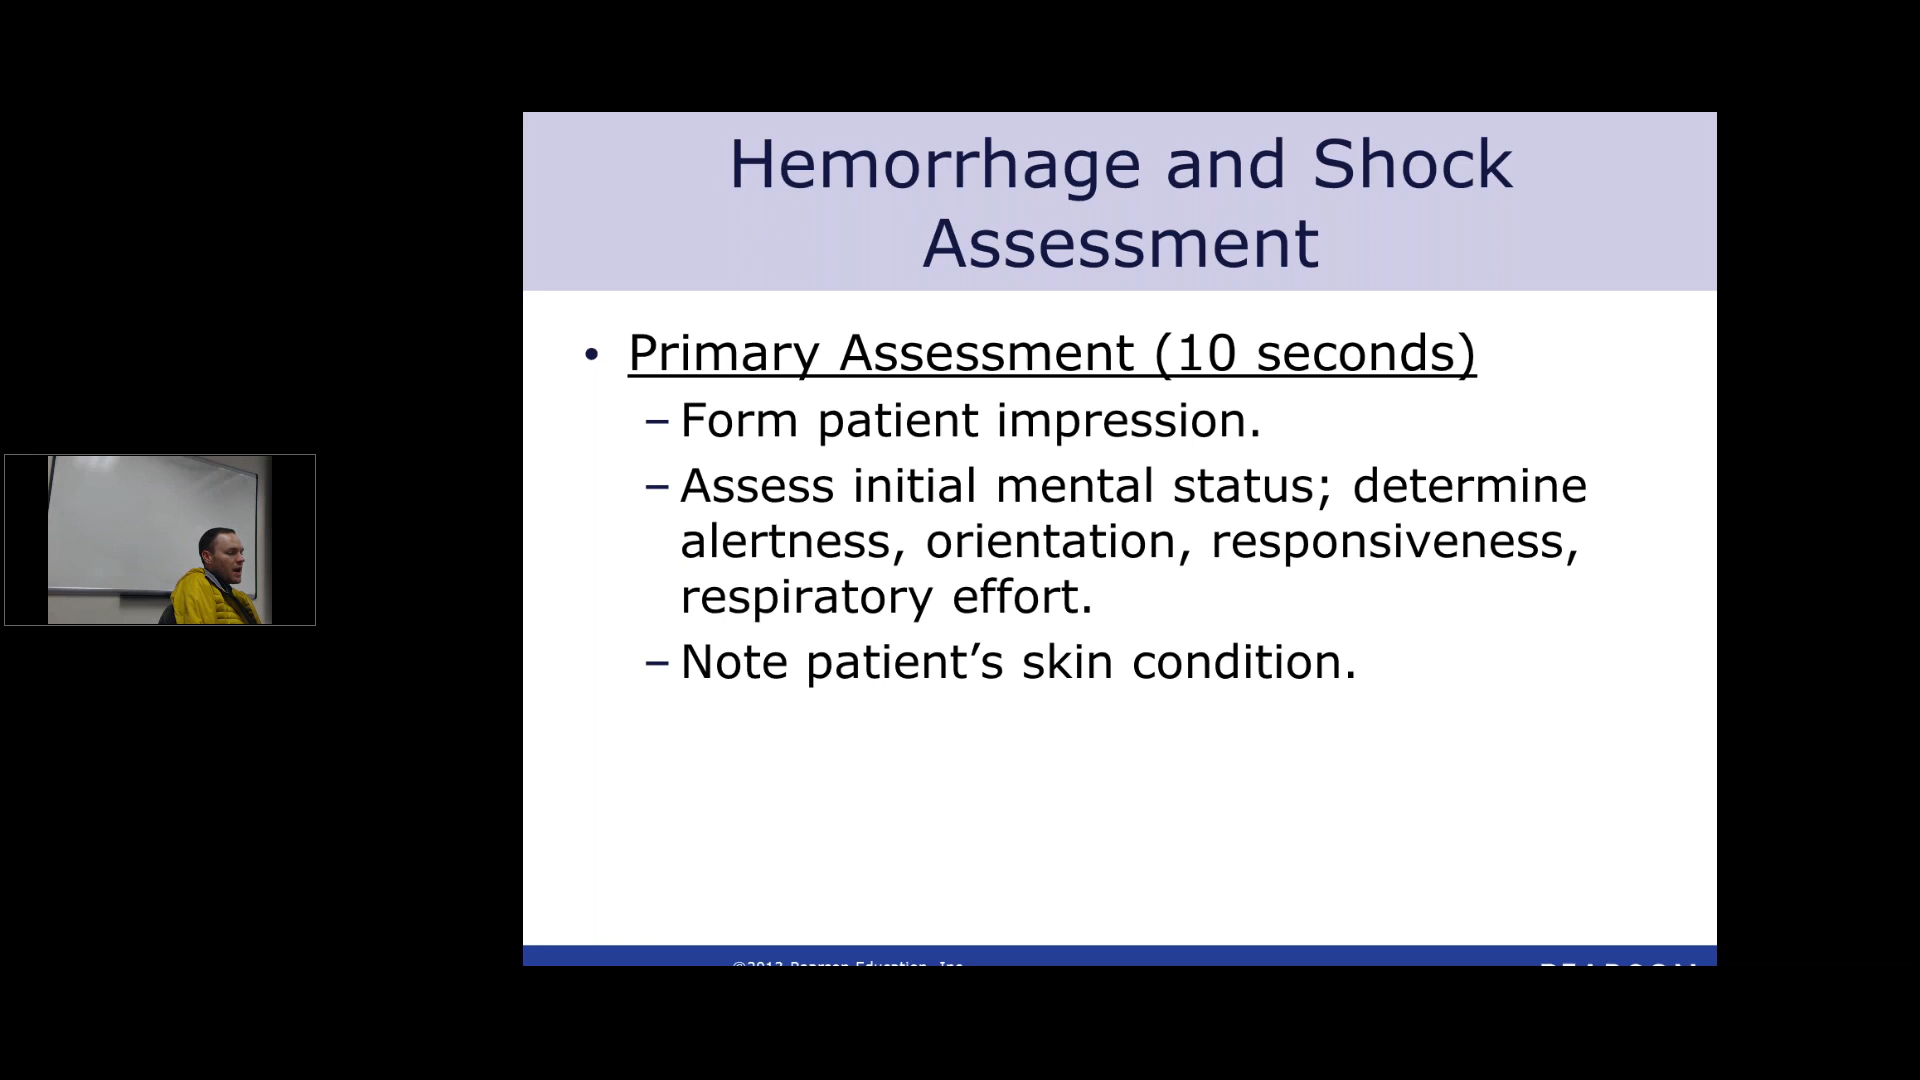 Hemorrhage and Shock
Assessment
• Primary Assessment (10 seconds)
– Form patient impression.
– Assess initial mental status; determine
alertness, orientation, responsiveness,
respiratory effort.
– Note patient’s skin condition.
©2013 Pearson Education, Inc.
PEARSON